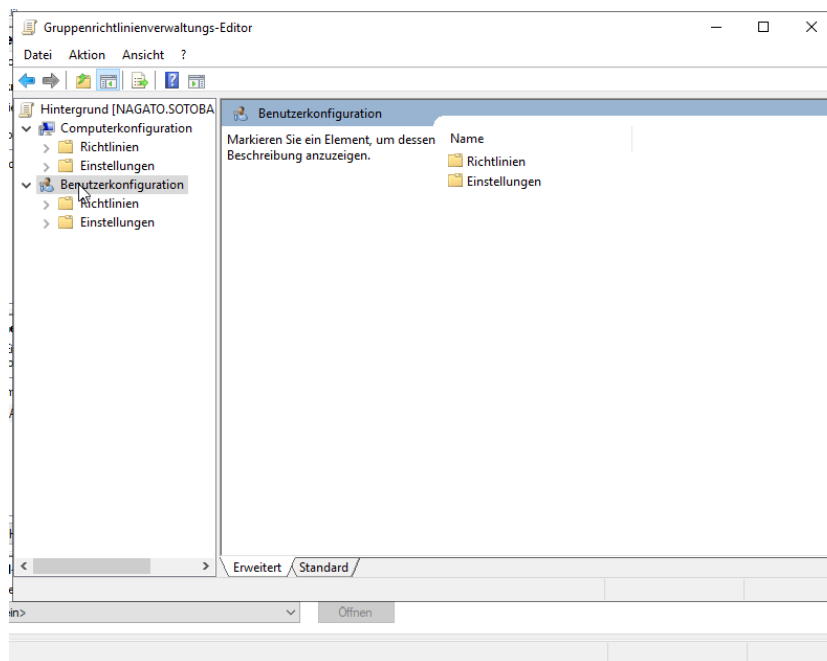 Gruppenrichtlinienverwaltungs-Editor
Datei Aktion Ansicht ?
Hintergrund [NAGATO.SOTOBA
Computerkonfiguration
Richtlinien
Einstellungen
Benutzerkonfiguration
Richtlinien
Einstellungen
Benutzerkonfiguration
Markieren Sie ein Element, um dessen
Beschreibung anzuzeigen.
Name
Richtlinien
Einstellungen
Erweitert Standard
ein>
Öffnen